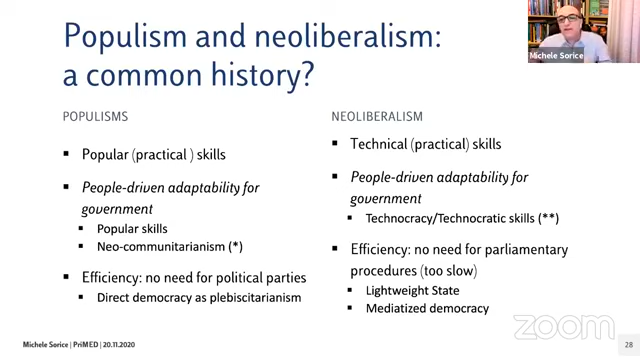 Populism and neoliberalism:
a common history?
Michele Sorice
POPULISMS
▪ Popular (practical ) skills
▪ People-driven adaptability for
government
▪ Popular skills
▪ Neo-communitarianism (*)
▪ Efficiency: no need for political parties
▪ Direct democracy as plebiscitarianism
NEOLIBERALISM
▪ Technical (practical) skills
▪ People-driven adaptability for
government
▪ Technocracy/Technocratic skills (**)
▪ Efficiency: no need for parliamentary
procedures (too slow)
▪ Lightweight State
▪ Mediatized democracy
Michele Sorice | PriMED | 20.11.2020
zoom
28